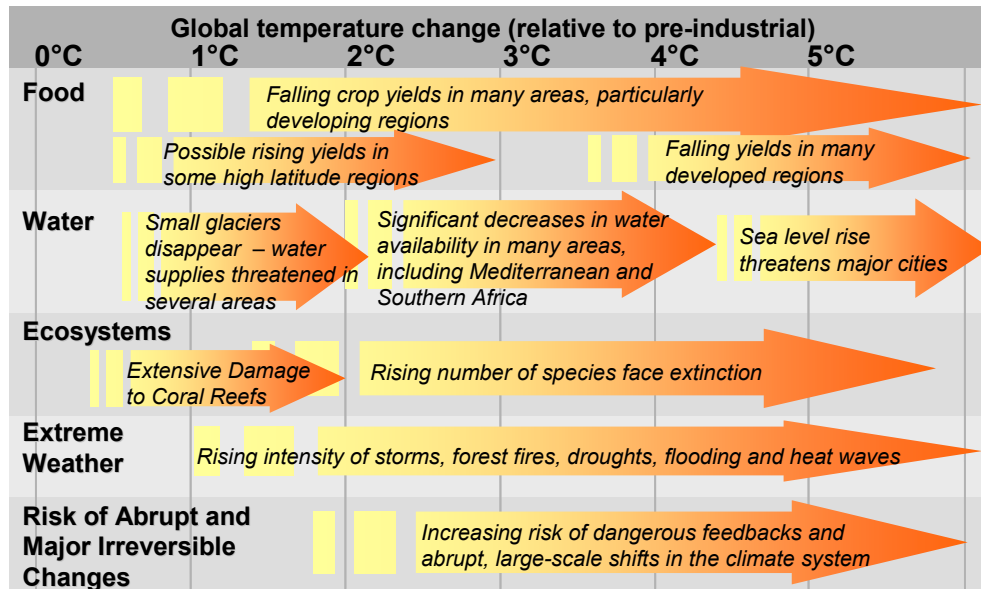 Global temperature change (relative to pre-industrial)
0°C 1°C 2°C 3°C 4°C 5°C
Food
Falling crop yields in many areas, particularly
developing regions
Possible rising yields in
some high latitude regions
Falling yields in many
developed regions
Water
Small glaciers
disappear – water
supplies threatened in
several areas
Significant decreases in water
availability in many areas,
including Mediterranean and
Southern Africa
Sea level rise
threatens major cities
Ecosystems
Extensive Damage
to Coral Reefs
Rising number of species face extinction
Extreme
Weather
Rising intensity of storms, forest fires, droughts, flooding and heat waves
Risk of Abrupt and
Major Irreversible
Changes
Increasing risk of dangerous feedbacks and
abrupt, large-scale shifts in the climate system